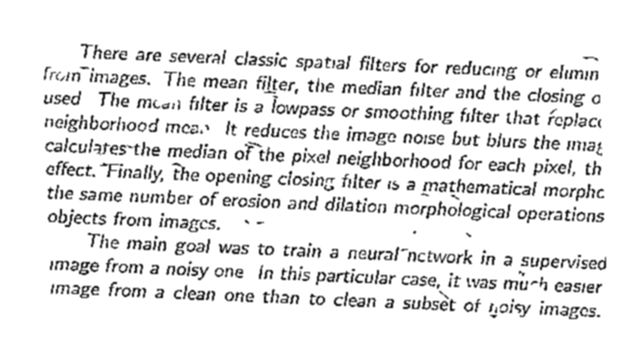 There are several classic spatial filters for reducing or elimin
from images. The mean filter, the median filter and the closing o
used The mean filter is a lowpass or smoothing filter that replace
neighborhood mean. It reduces the image noise but blurs the imag
calculates the median of the pixel neighborhood for each pixel, th
effect. Finally, the opening closing filter is a mathematical morpho
the same number of erosion and dilation morphological operations
objects from images.
The main goal was to train a neural network in a supervised
image from a noisy one In this particular case, it was much easier
image from a clean one than to clean a subset of noisy images.